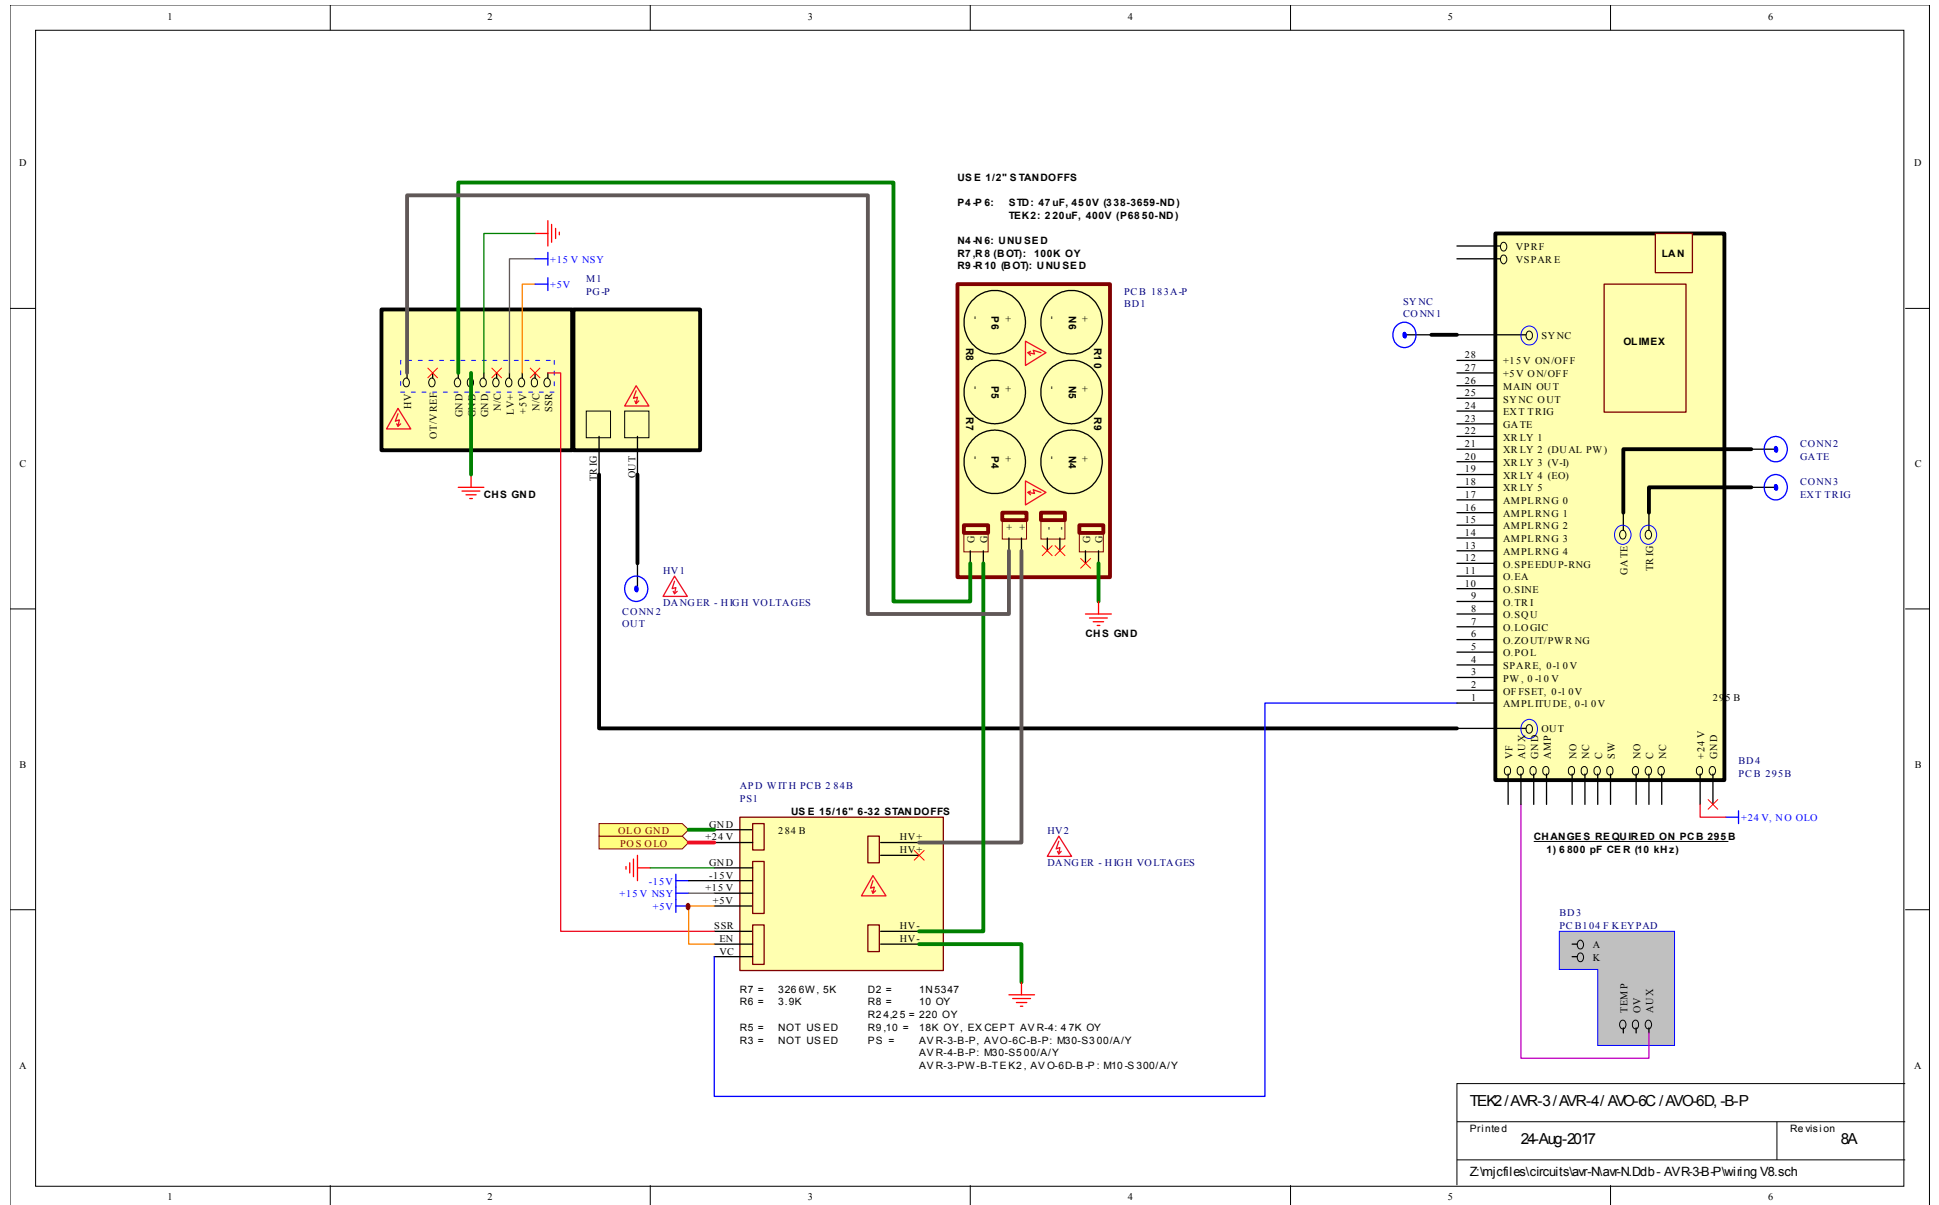 1 2 3 4 5 6
D D
C C
B B
A A
+15V NSY
+5V
M1
PG-P
HV
OT/VREF
GND
GND
GND
N/C
LV+
+5V
N/C
SSR
CHS GND
TRIG
OUT
HV1
DANGER - HIGH VOLTAGES
CONN2
OUT
USE 1/2" STANDOFFS
P4-P6: STD: 47uF, 450V (338-3659-ND)
TEK2: 220uF, 400V (P6850-ND)
N4-N6: UNUSED
R7,R8 (BOT): 100K OY
R9-R10 (BOT): UNUSED
PCB 183A-P
BD1
P6 N6
R8 R10
P5 N5
R7 R9
P4 N4
G G + + - - G G
CHS GND
SYNC
CONN1
VPRF
VSPARE
LAN
SYNC
OLIMEX
28 +15V ON/OFF
27 +5V ON/OFF
26 MAIN OUT
25 SYNC OUT
24 EXT TRIG
23 GATE
22 XRLY 1
21 XRLY 2 (DUAL PW)
20 XRLY 3 (V-I)
19 XRLY 4 (EO)
18 XRLY 5
17 AMPLRNG 0
16 AMPLRNG 1
15 AMPLRNG 2
14 AMPLRNG 3
13 AMPLRNG 4
12 O.SPEEDUP-RNG
11 O.EA
10 O.SINE
9 O.TRI
8 O.SQU
7 O.LOGIC
6 O.ZOUT/PWRNG
5 O.POL
4 SPARE, 0-10V
3 PW, 0-10V
2 OFFSET, 0-10V
1 AMPLITUDE, 0-10V
295B
OUT
GATE
TRIG
CONN2
GATE
CONN3
EXT TRIG
VF AUX GND AMP NO NC C SW NO C NC +24V GND
BD4
PCB 295B
+24V, NO OLO
CHANGES REQUIRED ON PCB 295B
1) 6800 pF CER (10 kHz)
APD WITH PCB 284B
PS1
USE 15/16" 6-32 STANDOFFS
284B
OLO GND
POS OLO
GND
+24V
GND
-15V
+15V
+5V
-15V
+15V NSY
+5V
SSR
EN
VC
HV+
HV+
HV-
HV-
HV2
DANGER - HIGH VOLTAGES
R7 = 3266W, 5K D2 = 1N5347
R6 = 3.9K R8 = 10 OY
R24,25 = 220 OY
R5 = NOT USED R9,10 = 18K OY, EXCEPT AVR-4: 47K OY
R3 = NOT USED PS = AVR-3-B-P, AVO-6C-B-P: M30-S300/A/Y
AVR-4-B-P: M30-S500/A/Y
AVR-3-PW-B-TEK2, AVO-6D-B-P: M10-S300/A/Y
BD3
PCB104F KEYPAD
A
K
TEMP
OV
AUX
TEK2 / AVR-3 / AVR-4 / AVO-6C / AVO-6D, -B-P
Printed 24-Aug-2017
Revision 8A
Z:\mjcfiles\circuits\avr-N\avr-N.Ddb - AVR-3-B-P\wiring V8.sch
1 2 3 4 5 6